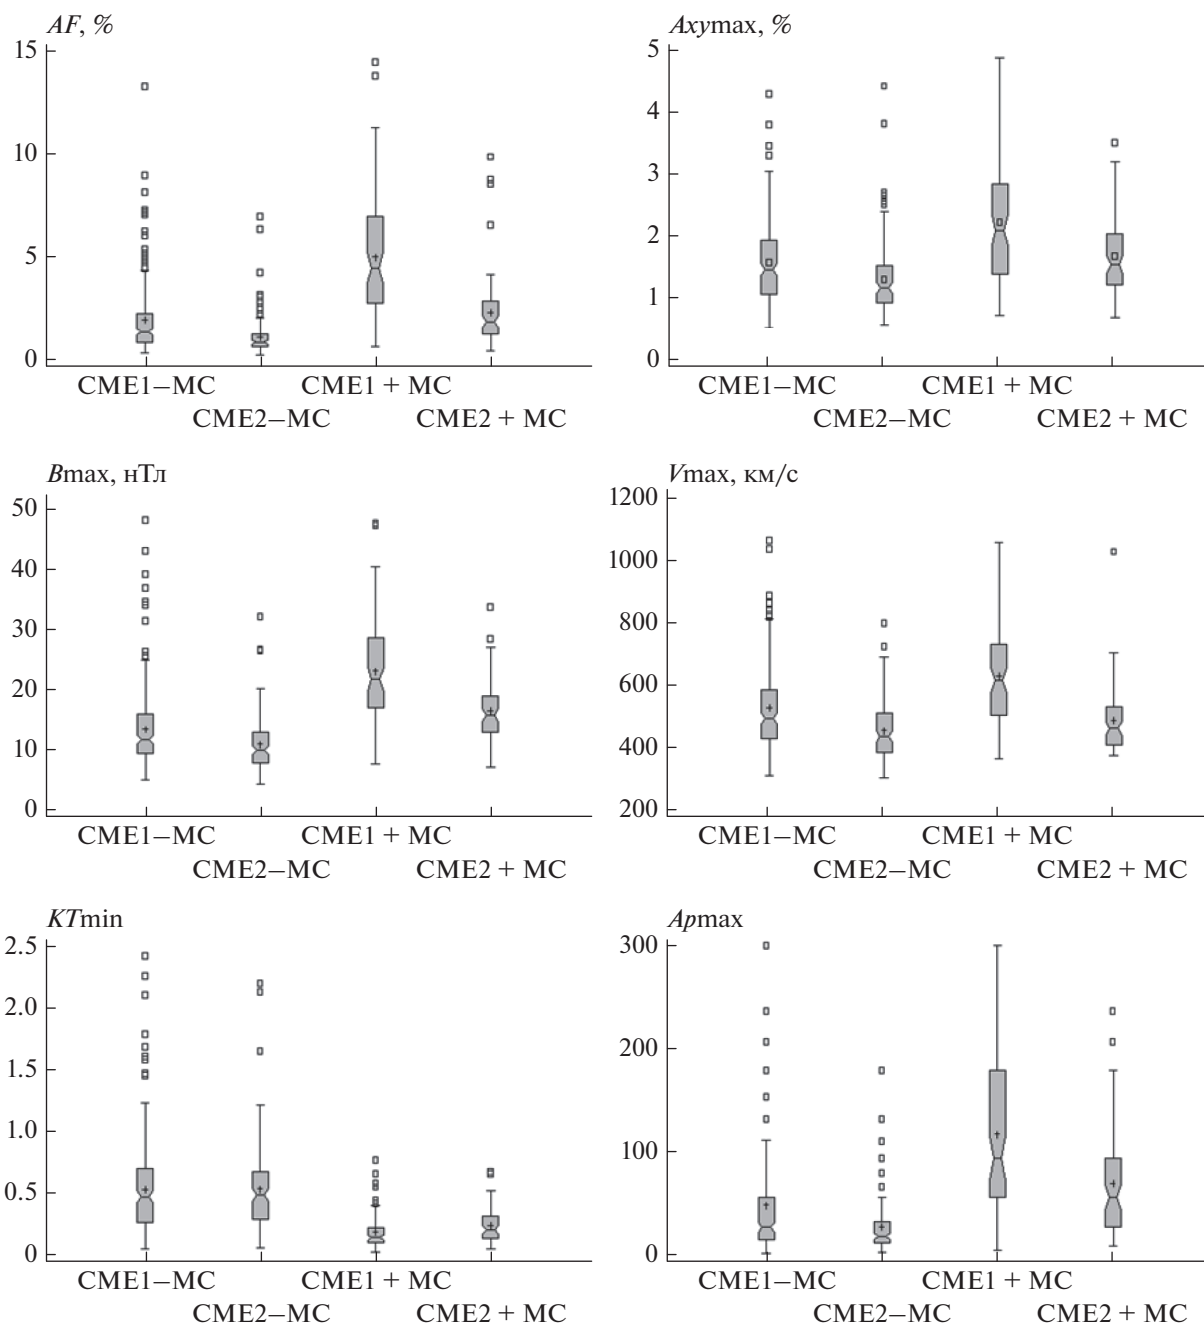 AF, %
15
10
5
0
CME1–MC CME1 + MC
CME2–MC CME2 + MC
Axymax, %
5
4
3
2
1
0
CME1–MC CME1 + MC
CME2–MC CME2 + MC
Bmax, нТл
50
40
30
20
10
0
CME1–MC CME1 + MC
CME2–MC CME2 + MC
Vmax, км/с
1200
1000
800
600
400
200
CME1–MC CME1 + MC
CME2–MC CME2 + MC
KTmin
2.5
2.0
1.5
1.0
0.5
0
CME1–MC CME1 + MC
CME2–MC CME2 + MC
Apmax
300
200
100
0
CME1–MC CME1 + MC
CME2–MC CME2 + MC